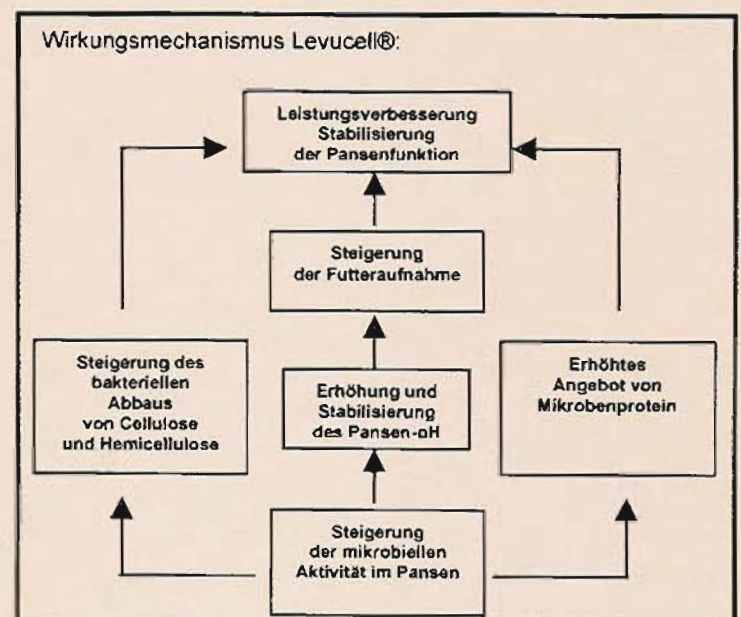 Wirkungsmechanismus Levucell®:
Leistungsverbesserung
Stabilisierung
der Pansenfunktion
Steigerung
der Futteraufnahme
Steigerung des
bakteriellen
Abbaus
von Cellulose
und Hemicellulose
Erhöhung und
Stabilisierung
des Pansen-pH
Erhöhtes
Angebot von
Mikrobenprotein
Steigerung
der mikrobiellen
Aktivität im Pansen